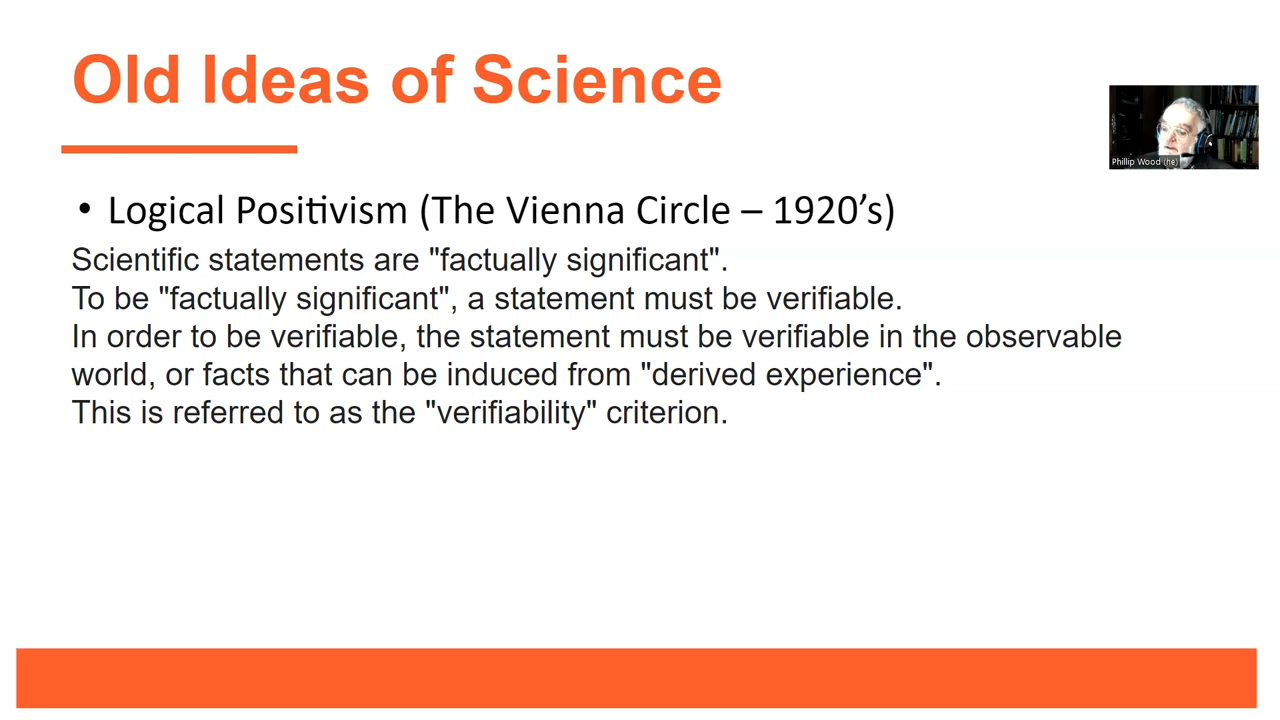 Old Ideas of Science
Phillip Wood (he)
• Logical Positivism (The Vienna Circle – 1920’s)
Scientific statements are "factually significant".
To be "factually significant", a statement must be verifiable.
In order to be verifiable, the statement must be verifiable in the observable
world, or facts that can be induced from "derived experience".
This is referred to as the "verifiability" criterion.